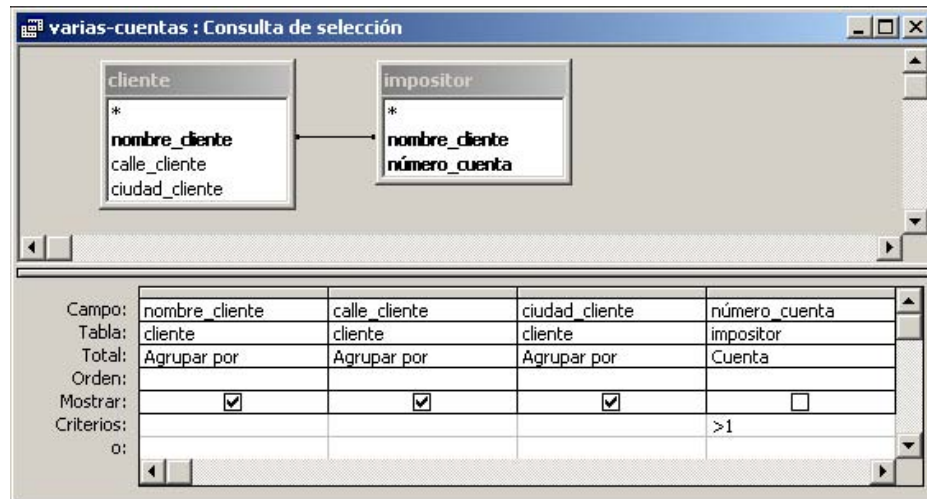 varias-cuentas : Consulta de selección
cliente
*
nombre_cliente
calle_cliente
ciudad_cliente
impositor
*
nombre_cliente
número_cuenta
Campo: nombre_cliente calle_cliente ciudad_cliente número_cuenta
Tabla: cliente cliente cliente impositor
Total: Agrupar por Agrupar por Agrupar por Cuenta
Orden:
Mostrar:
Criterios: >1
o: